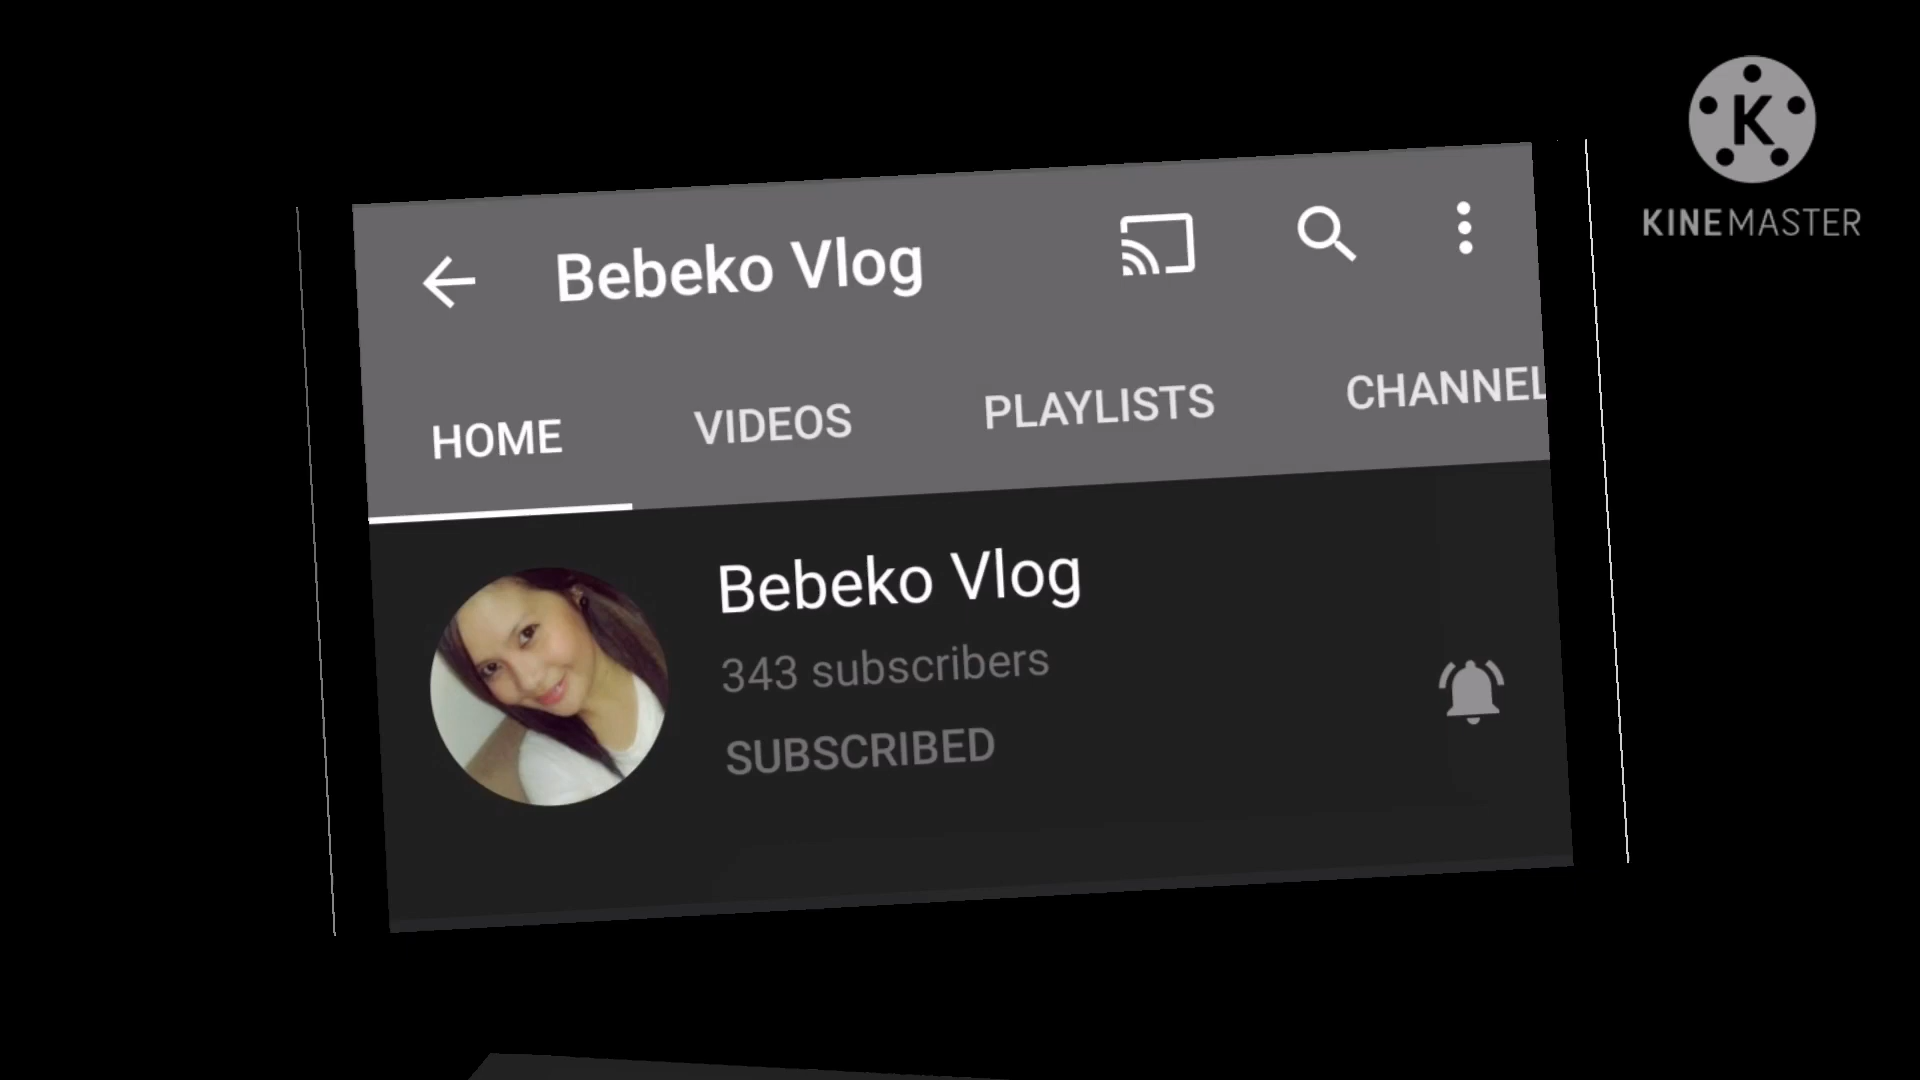 KINEMASTER
Bebeko Vlog
HOME VIDEOS PLAYLISTS CHANNEL
Bebeko Vlog
343 subscribers
SUBSCRIBED